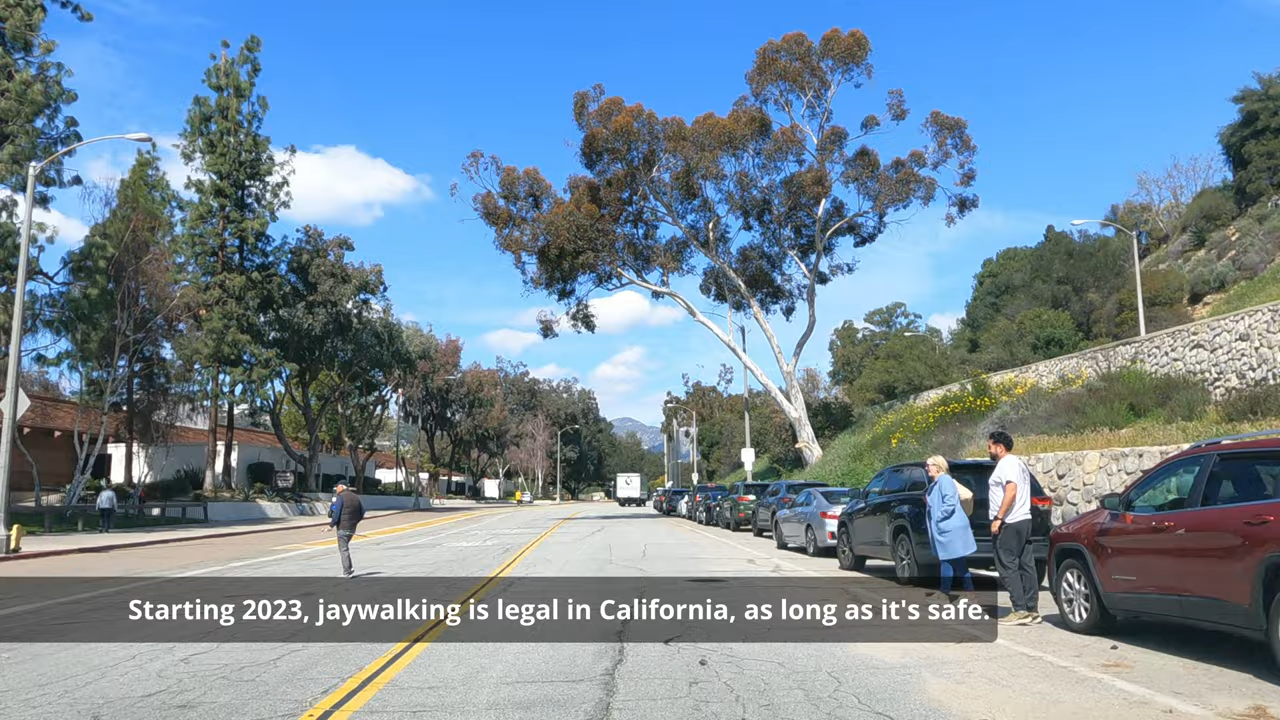 Starting 2023, jaywalking is legal in California, as long as it's safe.